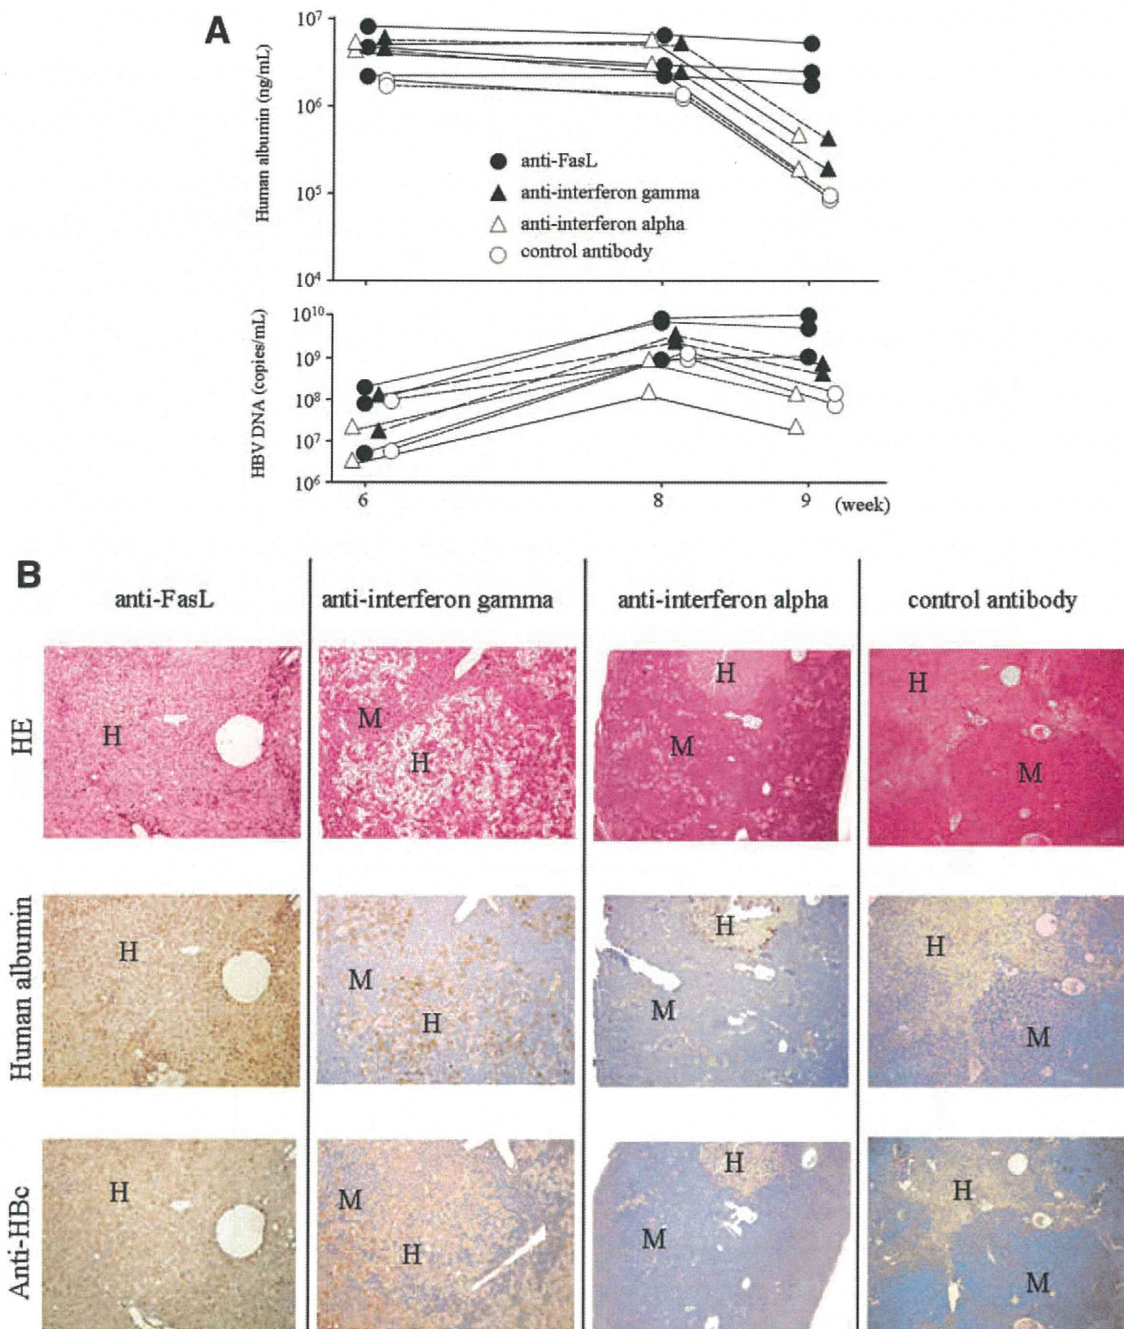 A
Human albumin (ng/mL)
10⁷
10⁶
10⁵
10⁴
anti-FasL
anti-interferon gamma
anti-interferon alpha
control antibody
HBV DNA (copies/mL)
10¹⁰
10⁹
10⁸
10⁷
10⁶
6
8
9
(week)
B
anti-FasL
anti-interferon gamma
anti-interferon alpha
control antibody
HE
H
M
H
H
M
H
M
Human albumin
H
M
H
H
M
H
M
Anti-HBc
H
M
H
H
M
H
M